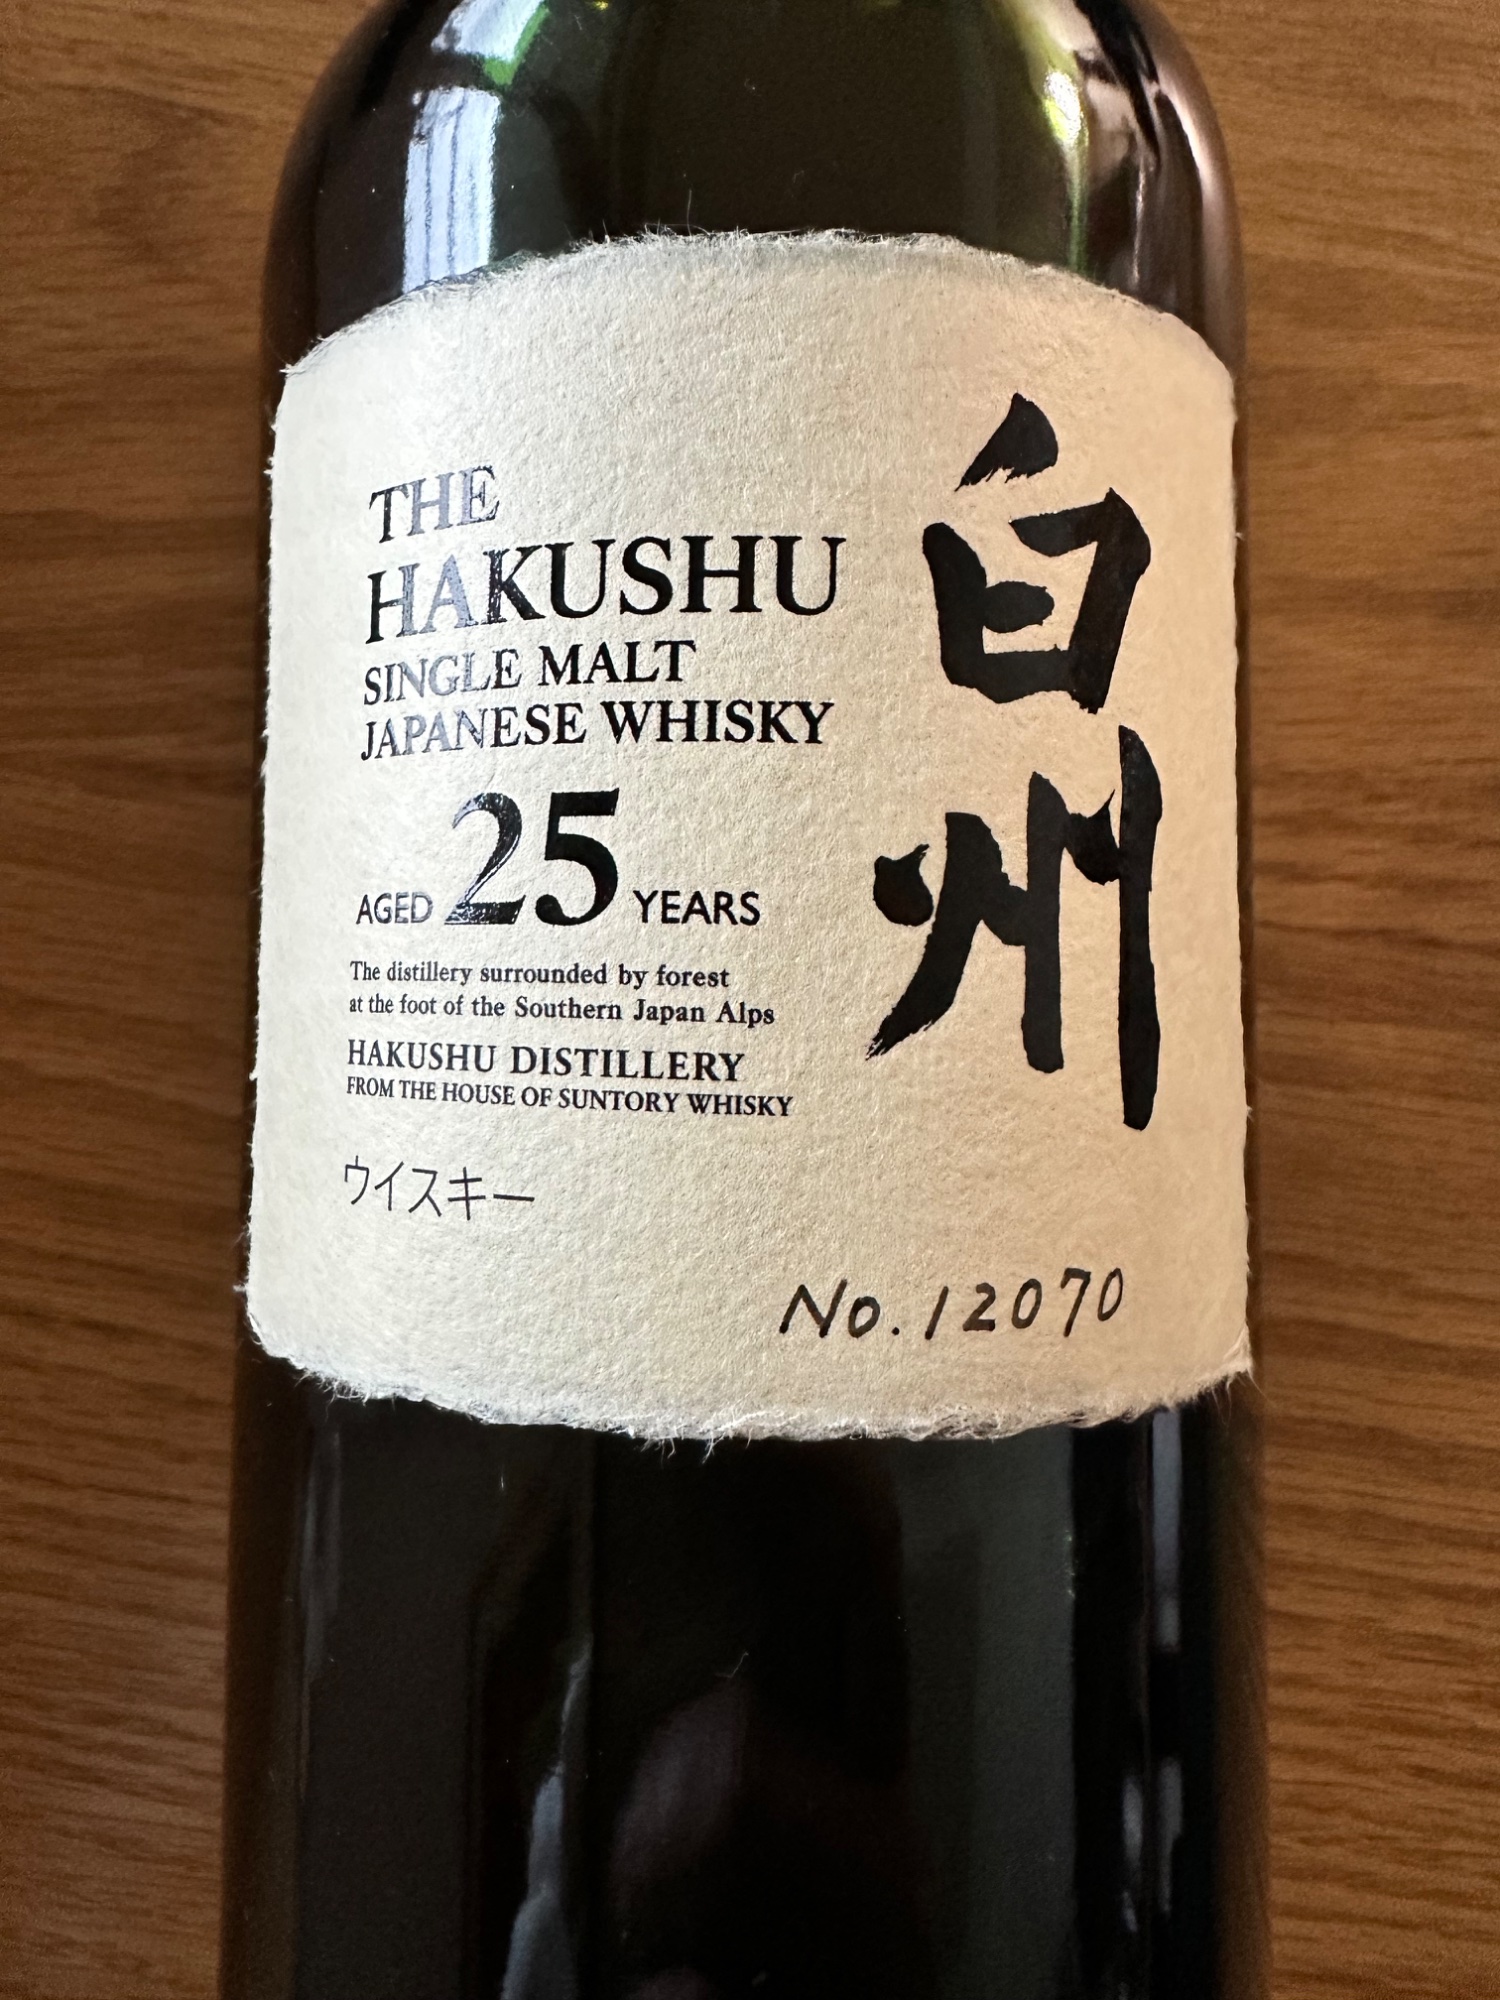 THE
HAKUSHU
SINGLE MALT
JAPANESE WHISKY
AGED 25 YEARS
The distillery surrounded by forest
at the foot of the Southern Japan Alps
HAKUSHU DISTILLERY
FROM THE HOUSE OF SUNTORY WHISKY
ウイスキー
白州
No.12070